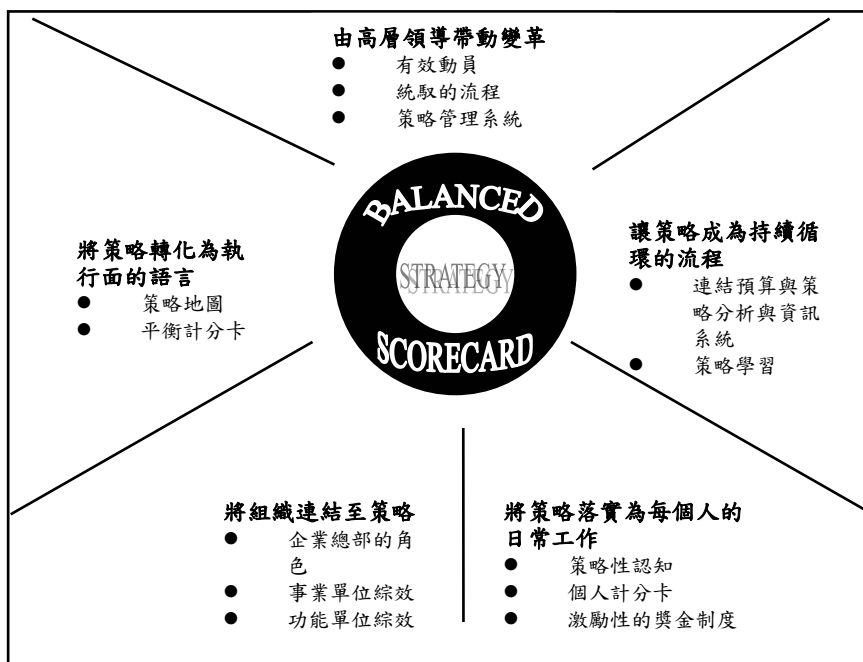 由高層領導帶動變革
● 有效動員
● 統馭的流程
● 策略管理系統
BALANCED
STRATEGY
SCORECARD
將策略轉化為執
行面的語言
● 策略地圖
● 平衡計分卡
讓策略成為持續循
環的流程
● 連結預算與策
略分析與資訊
系統
● 策略學習
將組織連結至策略
● 企業總部的角
色
● 事業單位綜效
● 功能單位綜效
將策略落實為每個人的
日常工作
● 策略性認知
● 個人計分卡
● 激勵性的獎金制度